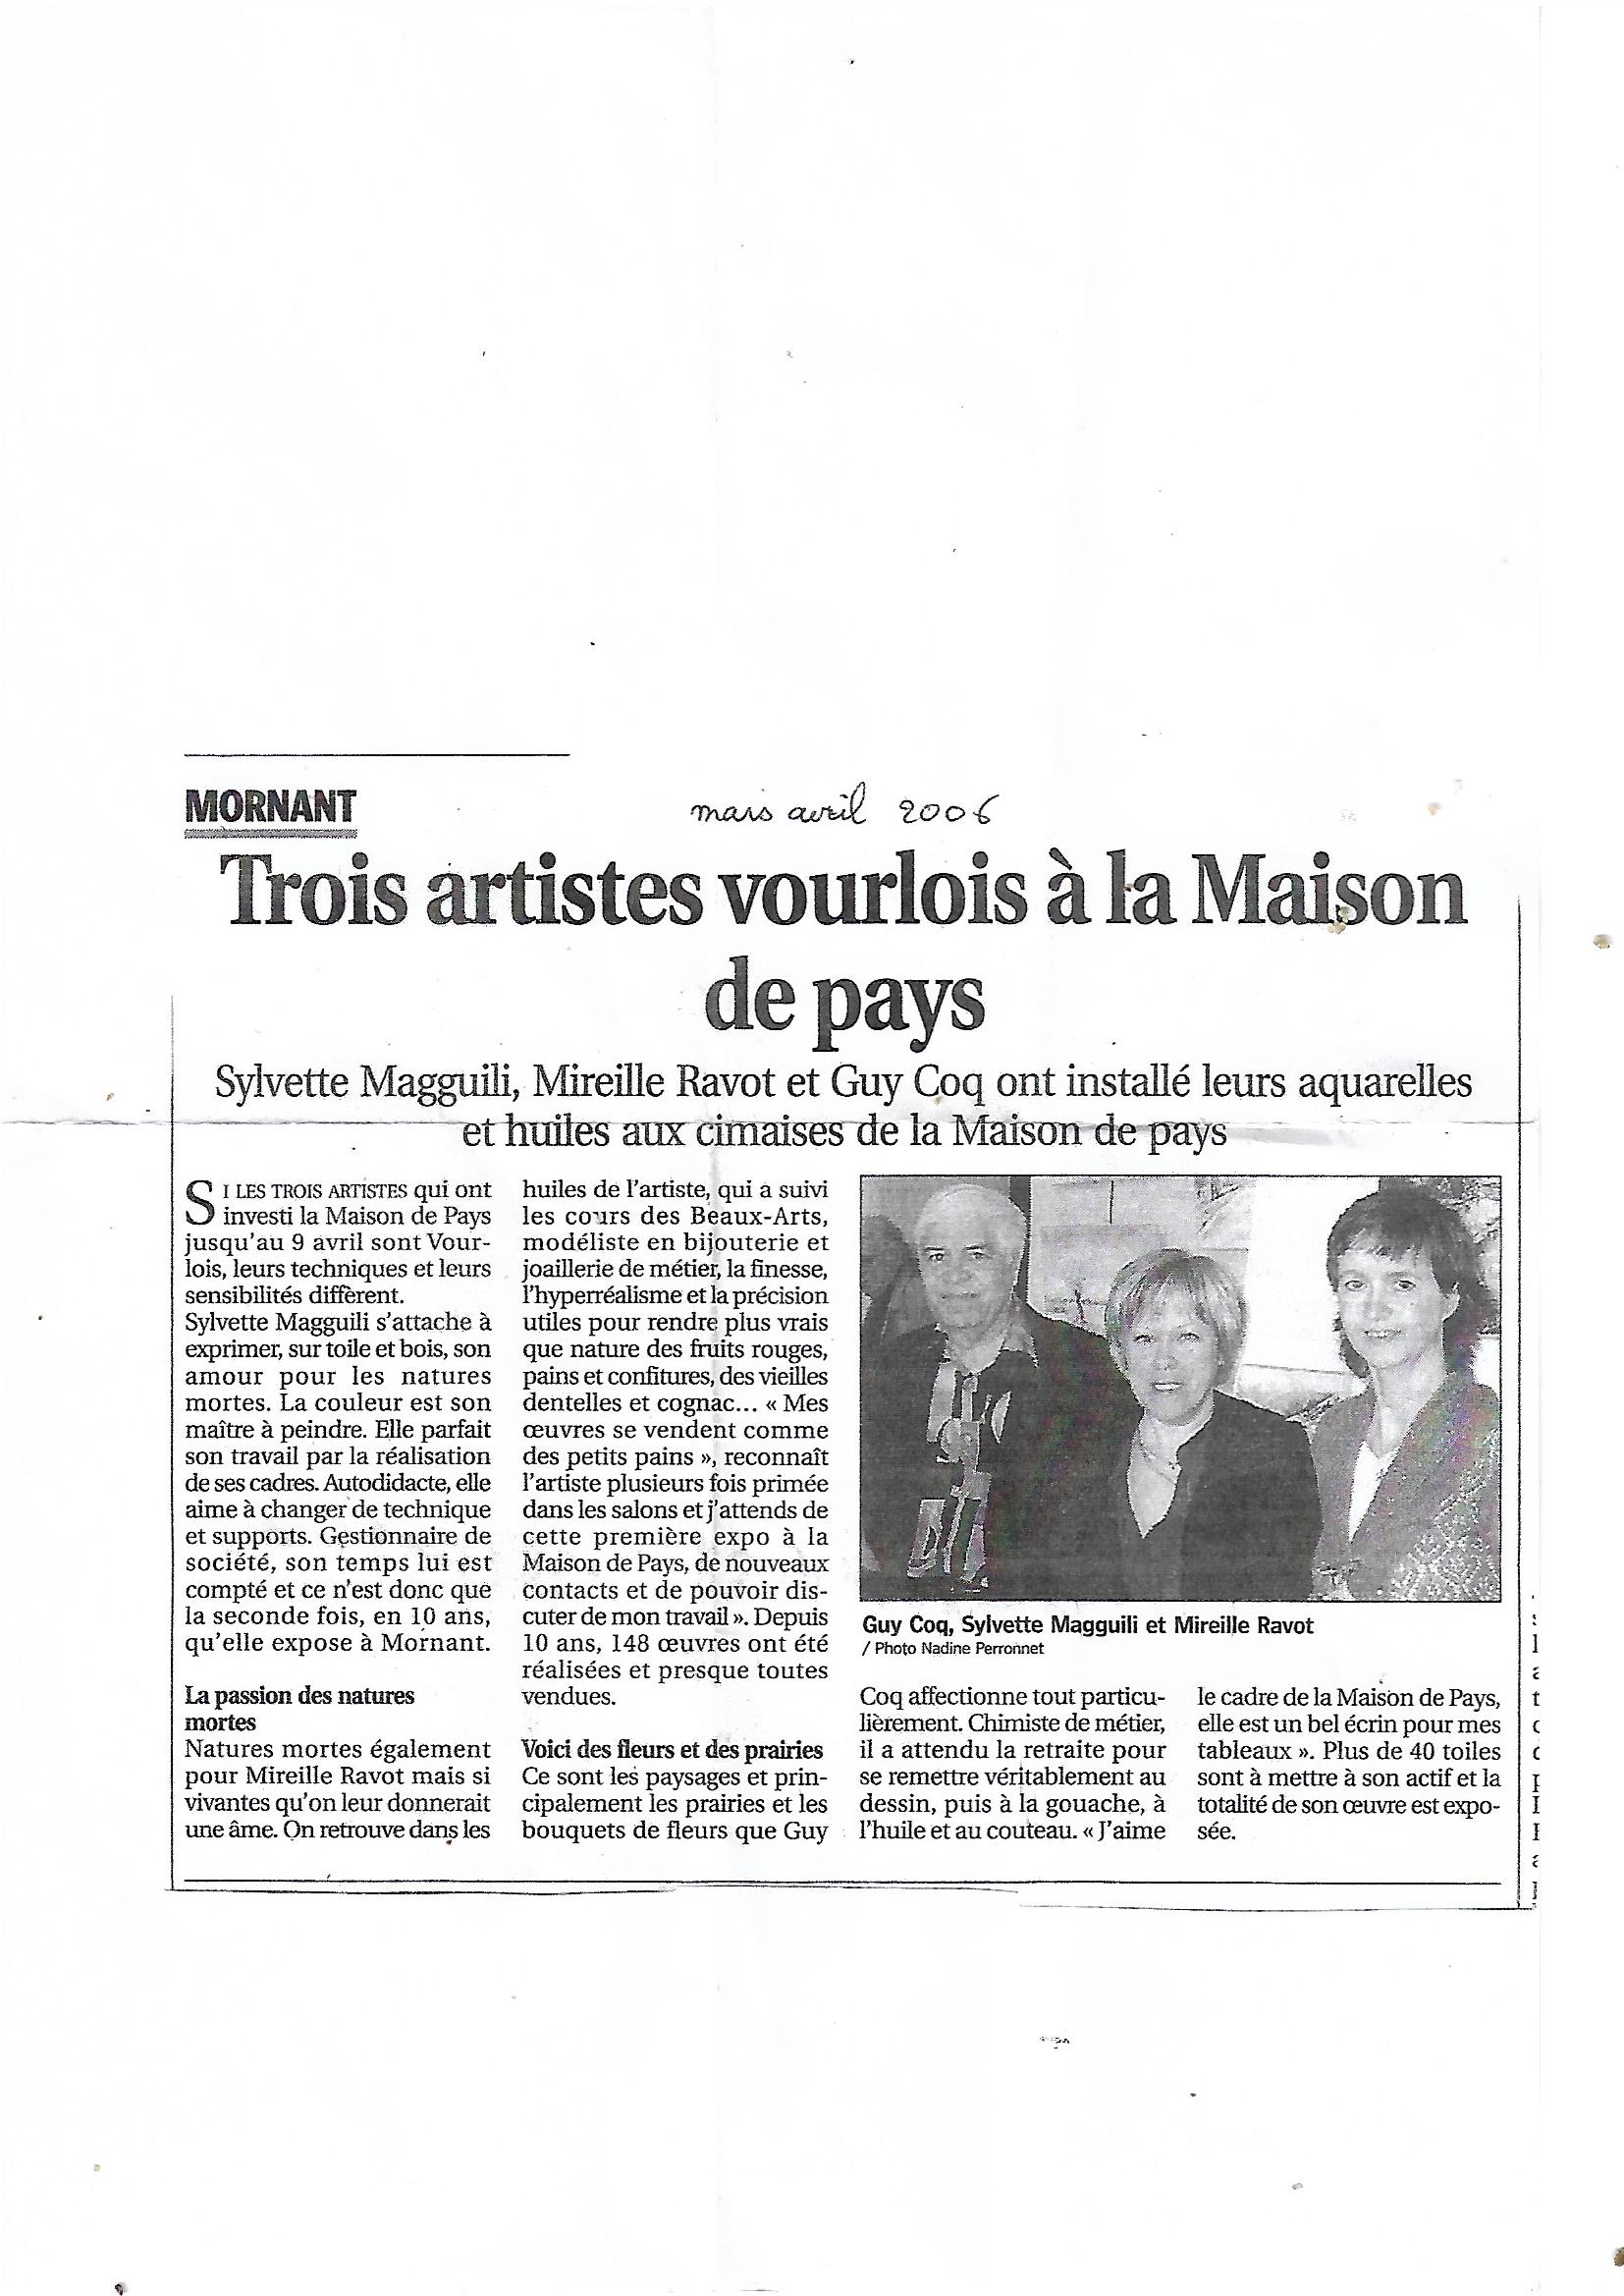 MORNANT
mars avril 2006
Trois artistes vourlois à la Maison
de pays
Sylvette Magguili, Mireille Ravot et Guy Coq ont installé leurs aquarelles
et huiles aux cimaises de la Maison de pays
SI LES TROIS ARTISTES qui ont
investi la Maison de Pays
jusqu'au 9 avril sont Vour-
lois, leurs techniques et leurs
sensibilités diffèrent.
Sylvette Magguili s'attache à
exprimer, sur toile et bois, son
amour pour les natures
mortes. La couleur est son
maître à peindre. Elle parfait
son travail par la réalisation
de ses cadres. Autodidacte, elle
aime à changer de technique
et supports. Gestionnaire de
société, son temps lui est
compté et ce n'est donc que
la seconde fois, en 10 ans,
qu'elle expose à Mornant.
La passion des natures
mortes
Natures mortes également
pour Mireille Ravot mais si
vivantes qu'on leur donnerait
une âme. On retrouve dans les
huiles de l'artiste, qui a suivi
les cours des Beaux-Arts,
modéliste en bijouterie et
joaillerie de métier, la finesse,
l'hyperréalisme et la précision
utiles pour rendre plus vrais
que nature des fruits rouges,
pains et confitures, des vieilles
dentelles et cognac... « Mes
œuvres se vendent comme
des petits pains », reconnaît
l'artiste plusieurs fois primée
dans les salons et j'attends de
cette première expo à la
Maison de Pays, de nouveaux
contacts et de pouvoir dis-
cuter de mon travail ». Depuis
10 ans, 148 œuvres ont été
réalisées et presque toutes
vendues.
Voici des fleurs et des prairies
Ce sont les paysages et prin-
cipalement les prairies et les
bouquets de fleurs que Guy
Guy Coq, Sylvette Magguili et Mireille Ravot
/ Photo Nadine Perronnet
Coq affectionne tout particu-
lièrement. Chimiste de métier,
il a attendu la retraite pour
se remettre véritablement au
dessin, puis à la gouache, à
l'huile et au couteau. « J'aime
le cadre de la Maison de Pays,
elle est un bel écrin pour mes
tableaux ». Plus de 40 toiles
sont à mettre à son actif et la
totalité de son œuvre est expo-
sée.